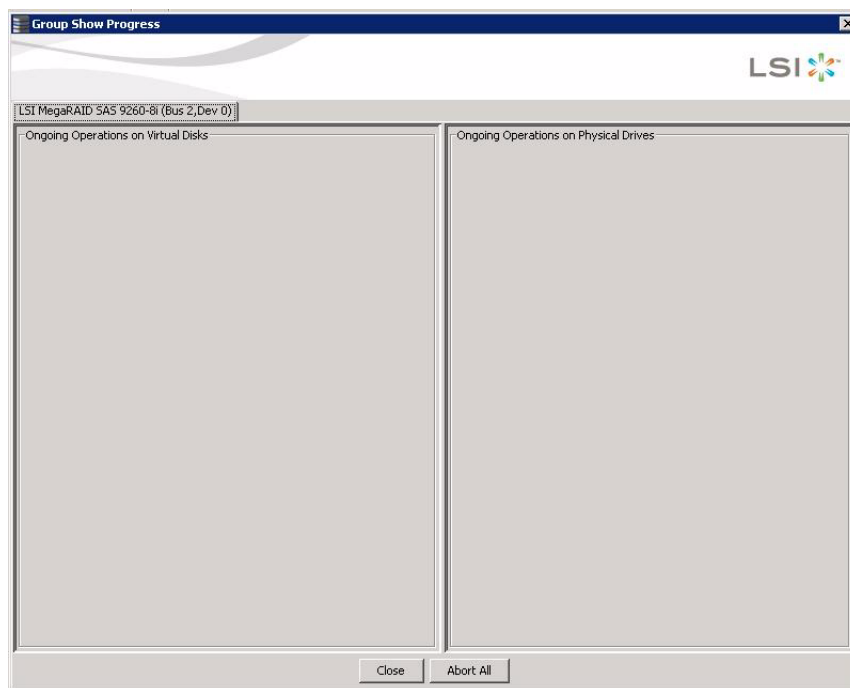 Group Show Progress
LSI
LSI MegaRAID SAS 9260-8i (Bus 2,Dev 0)
Ongoing Operations on Virtual Disks
Ongoing Operations on Physical Drives
Close
Abort All